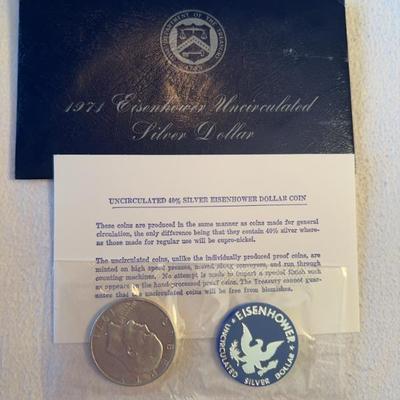 DEPARTMENT OF THE TREASURY
1789
1971 Eisenhower Uncirculated
Silver Dollar
UNCIRCULATED 40% SILVER EISENHOWER DOLLAR COIN
These coins are produced in the same manner as coins made for general
circulation, the only difference being that they contain 40% silver where-
as those made for regular use will be cupro-nickel.
The uncirculated coins, unlike the individually produced proof coins, are
minted on high speed presses, moved along conveyors, and run through
counting machines. No attempt is made to impart a special finish such
as appears in the hand-processed proof coins. The Treasury cannot guar-
antee that the uncirculated coins will be free from blemishes.
EISENHOWER
UNCIRCULATED SILVER DOLLAR